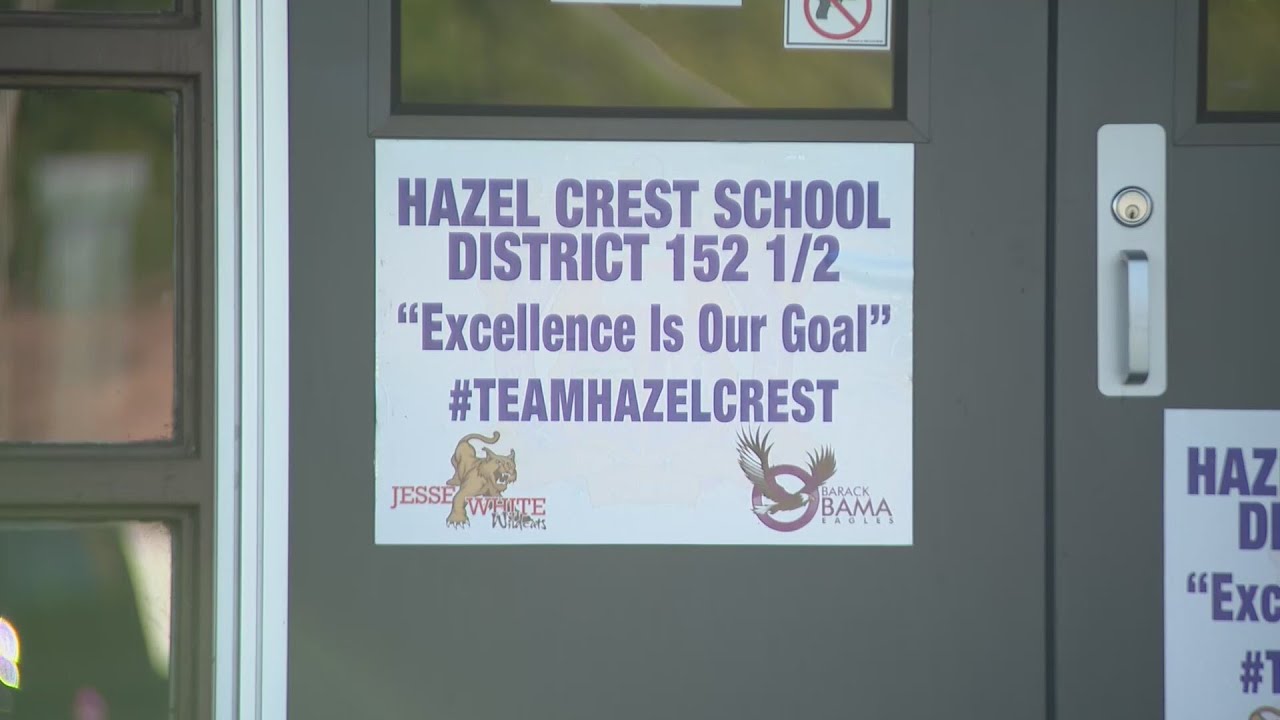 HAZEL CREST SCHOOL
DISTRICT 152 1/2
“Excellence Is Our Goal”
#TEAMHAZELCREST
JESSE WHITE
Wildcats
BARACK
OBAMA
EAGLES
HAZ
DI
“Exc
#T